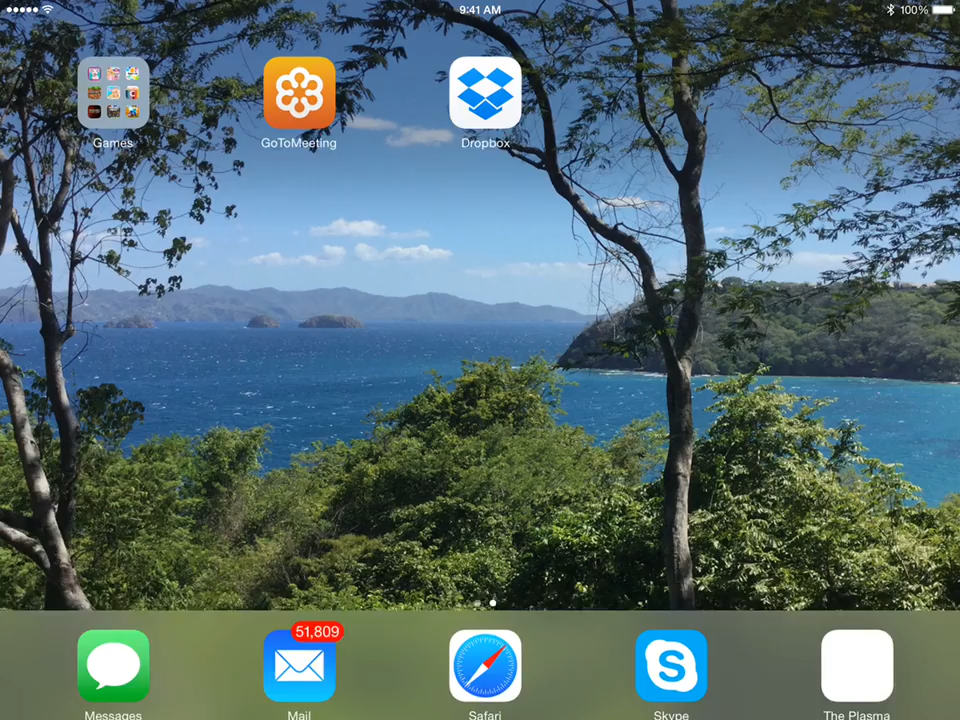 9:41 AM
100%
Games
GoToMeeting
Dropbox
51,809
Messages
Mail
Safari
Skype
The Plasma